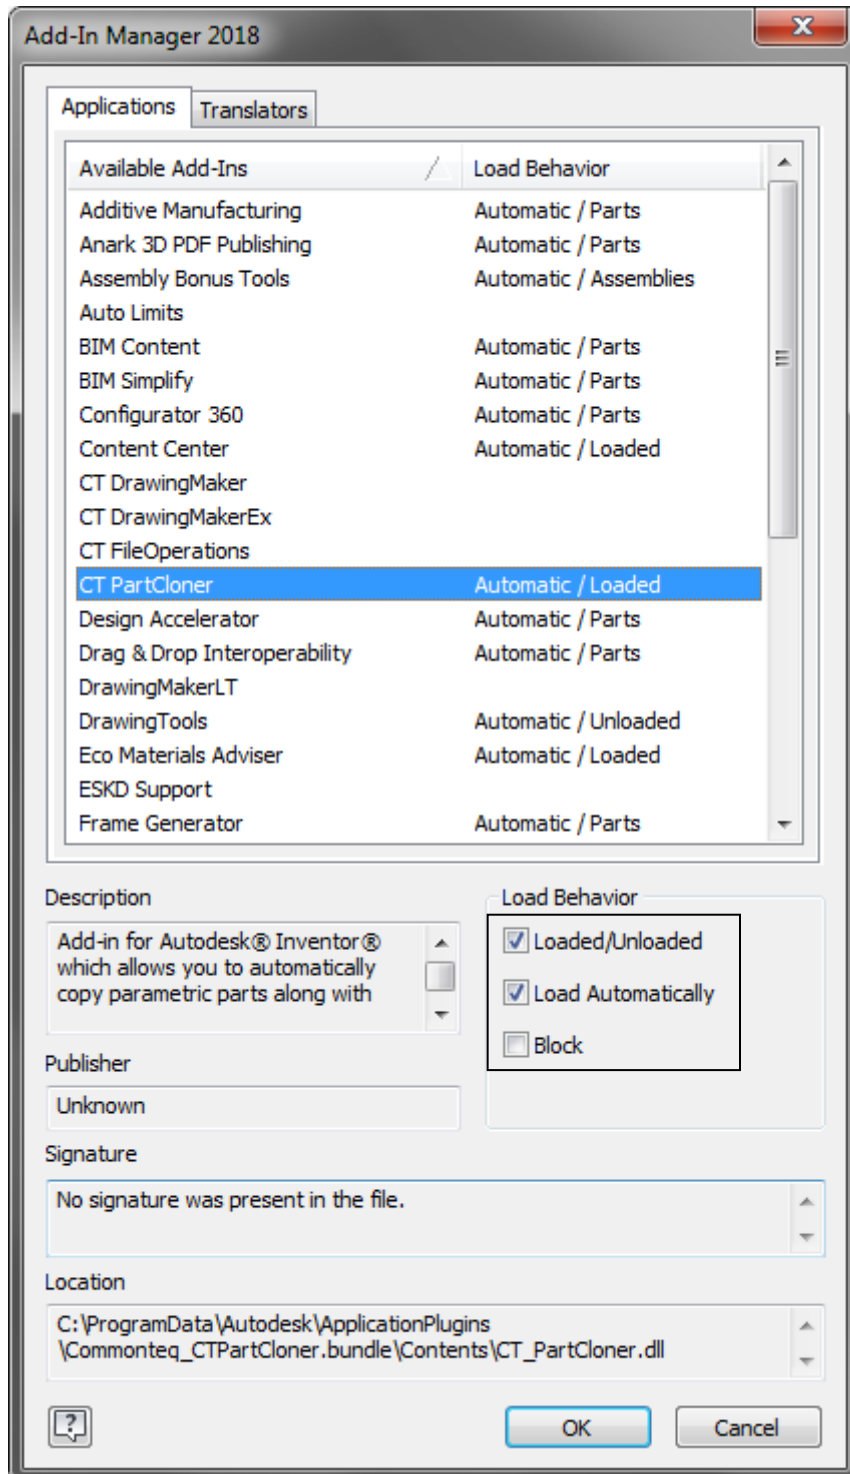 Add-In Manager 2018
Applications Translators
Available Add-Ins Load Behavior
Additive Manufacturing Automatic / Parts
Anark 3D PDF Publishing Automatic / Parts
Assembly Bonus Tools Automatic / Assemblies
Auto Limits
BIM Content Automatic / Parts
BIM Simplify Automatic / Parts
Configurator 360 Automatic / Parts
Content Center Automatic / Loaded
CT DrawingMaker
CT DrawingMakerEx
CT FileOperations
CT PartCloner Automatic / Loaded
Design Accelerator Automatic / Parts
Drag & Drop Interoperability Automatic / Parts
DrawingMakerLT
DrawingTools Automatic / Unloaded
Eco Materials Adviser Automatic / Loaded
ESKD Support
Frame Generator Automatic / Parts
Description
Add-in for Autodesk® Inventor®
which allows you to automatically
copy parametric parts along with
Load Behavior
Loaded/Unloaded
Load Automatically
Block
Publisher
Unknown
Signature
No signature was present in the file.
Location
C:\ProgramData\Autodesk\ApplicationPlugins
\Commonteq_CTPartCloner.bundle\Contents\CT_PartCloner.dll
OK Cancel